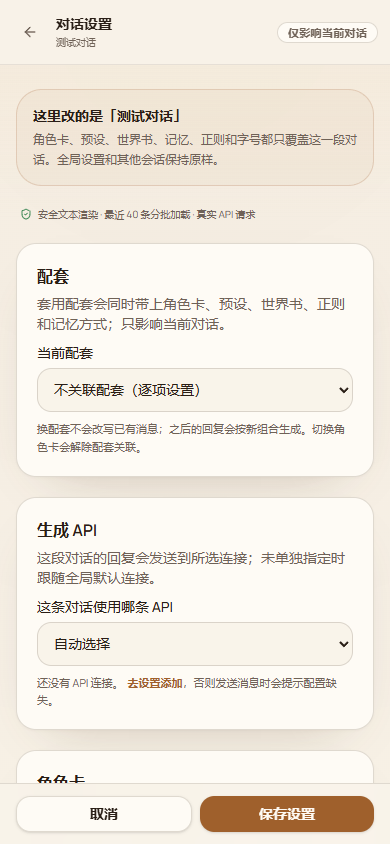 对话设置
测试对话
仅影响当前对话
这里改的是「测试对话」
角色卡、预设、世界书、记忆、正则和字号都只覆盖这一段对
话。全局设置和其他会话保持原样。
安全文本渲染 · 最近 40 条分批加载 · 真实 API 请求
配套
套用配套会同时带上角色卡、预设、世界书、正则
和记忆方式；只影响当前对话。
当前配套
不关联配套（逐项设置）
换配套不会改写已有消息；之后的回复会按新组合生成。切换角
色卡会解除配套关联。
生成 API
这段对话的回复会发送到所选连接；未单独指定时
跟随全局默认连接。
这条对话使用哪条 API
自动选择
还没有 API 连接。 去设置添加，否则发送消息时会提示配置缺
失。
角色卡
取消
保存设置